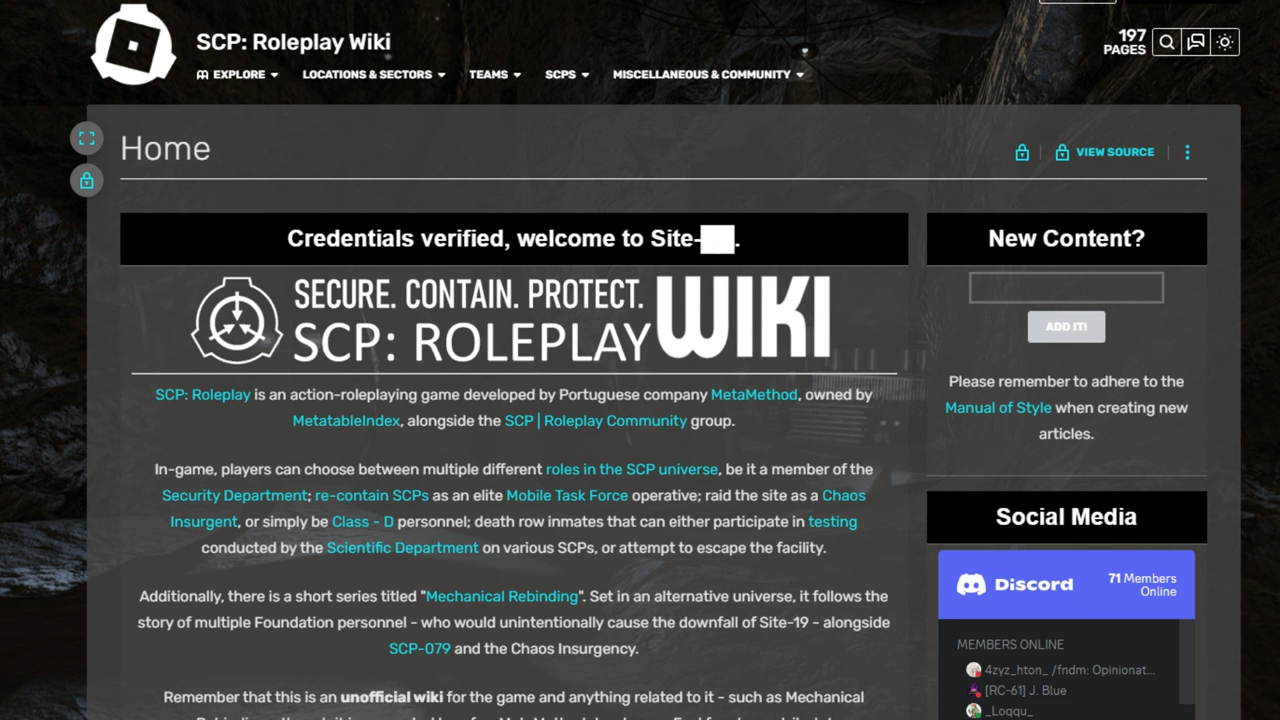 SCP: Roleplay Wiki
EXPLORE
LOCATIONS & SECTORS
TEAMS
SCPS
MISCELLANEOUS & COMMUNITY
197
PAGES
Home
VIEW SOURCE
Credentials verified, welcome to Site-██.
SECURE. CONTAIN. PROTECT.
SCP: ROLEPLAY WIKI
SCP: Roleplay is an action-roleplaying game developed by Portuguese company MetaMethod, owned by
MetatableIndex, alongside the SCP | Roleplay Community group.
In-game, players can choose between multiple different roles in the SCP universe, be it a member of the
Security Department; re-contain SCPs as an elite Mobile Task Force operative; raid the site as a Chaos
Insurgent, or simply be Class - D personnel; death row inmates that can either participate in testing
conducted by the Scientific Department on various SCPs, or attempt to escape the facility.
Additionally, there is a short series titled "Mechanical Rebinding". Set in an alternative universe, it follows the
story of multiple Foundation personnel - who would unintentionally cause the downfall of Site-19 - alongside
SCP-079 and the Chaos Insurgency.
Remember that this is an unofficial wiki for the game and anything related to it - such as Mechanical
New Content?
ADD IT!
Please remember to adhere to the
Manual of Style when creating new
articles.
Social Media
Discord
71 Members
Online
MEMBERS ONLINE
4zyz_hton_ /fndm: Opinionat...
[RC-61] J. Blue
_Loqqu_